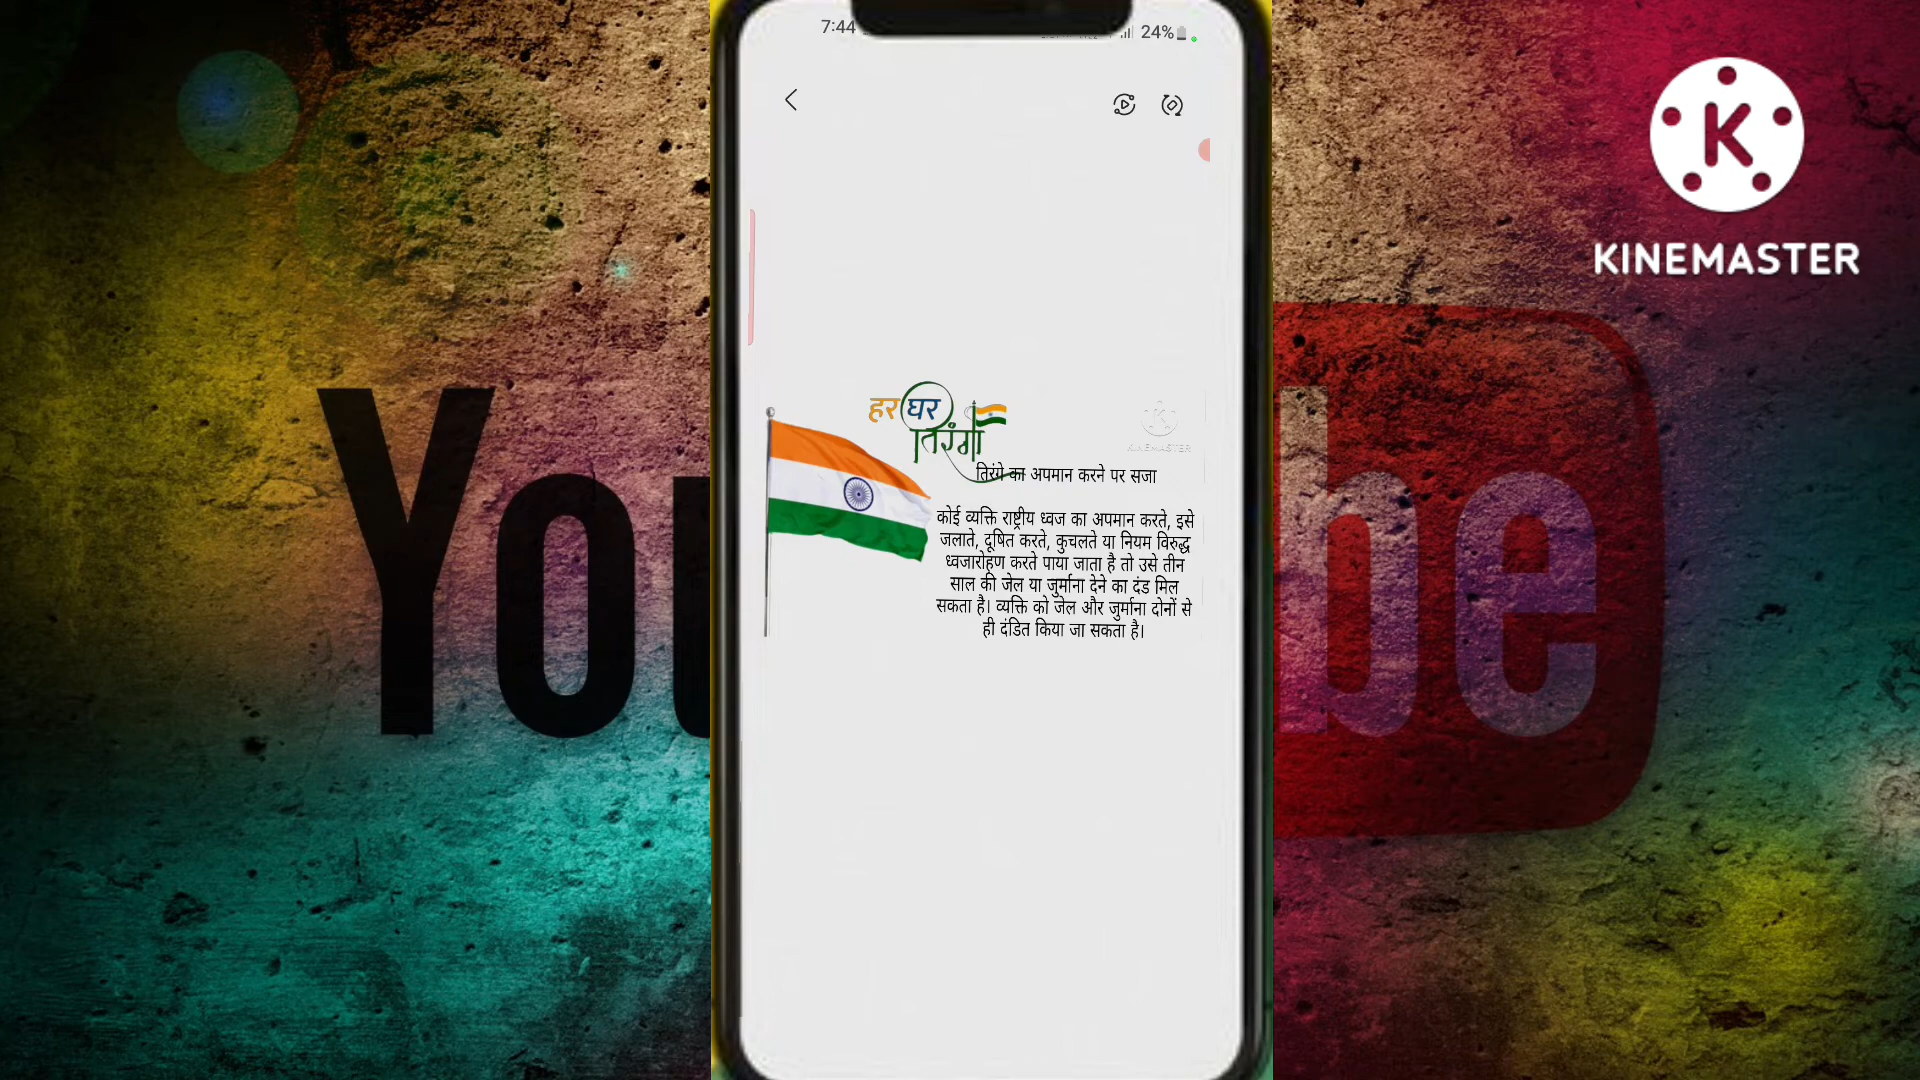 7:44
24%
K
KINEMASTER
हर घर
तिरंगा
KINEMASTER
तिरंगे का अपमान करने पर सजा
कोई व्यक्ति राष्ट्रीय ध्वज का अपमान करते, इसे
जलाते, दूषित करते, कुचलते या नियम विरुद्ध
ध्वजारोहण करते पाया जाता है तो उसे तीन
साल की जेल या जुर्माना देने का दंड मिल
सकता है। व्यक्ति को जेल और जुर्माना दोनों से
ही दंडित किया जा सकता है।
You
be